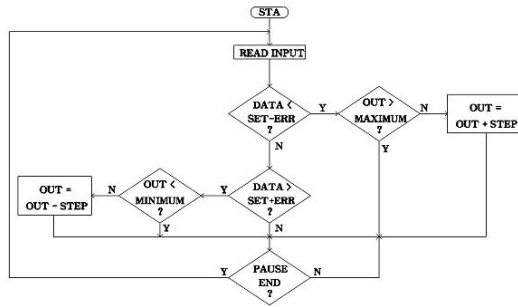 STA
READ INPUT
DATA <
SET-ERR
?
Y
OUT >
MAXIMUM
?
N
OUT =
OUT + STEP
N
Y
OUT =
OUT - STEP
N
OUT <
MINIMUM
?
Y
DATA >
SET+ERR
?
Y
N
Y
PAUSE
END
?
N